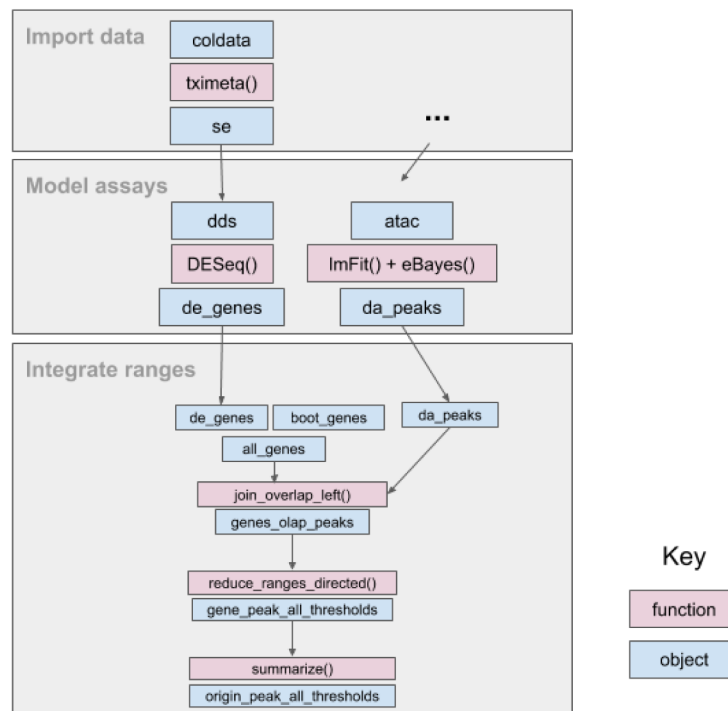 Import data
coldata
tximeta()
se
...
Model assays
dds
atac
DESeq()
lmFit() + eBayes()
de_genes
da_peaks
Integrate ranges
de_genes
boot_genes
da_peaks
all_genes
join_overlap_left()
genes_olap_peaks
reduce_ranges_directed()
gene_peak_all_thresholds
summarize()
origin_peak_all_thresholds
Key
function
object